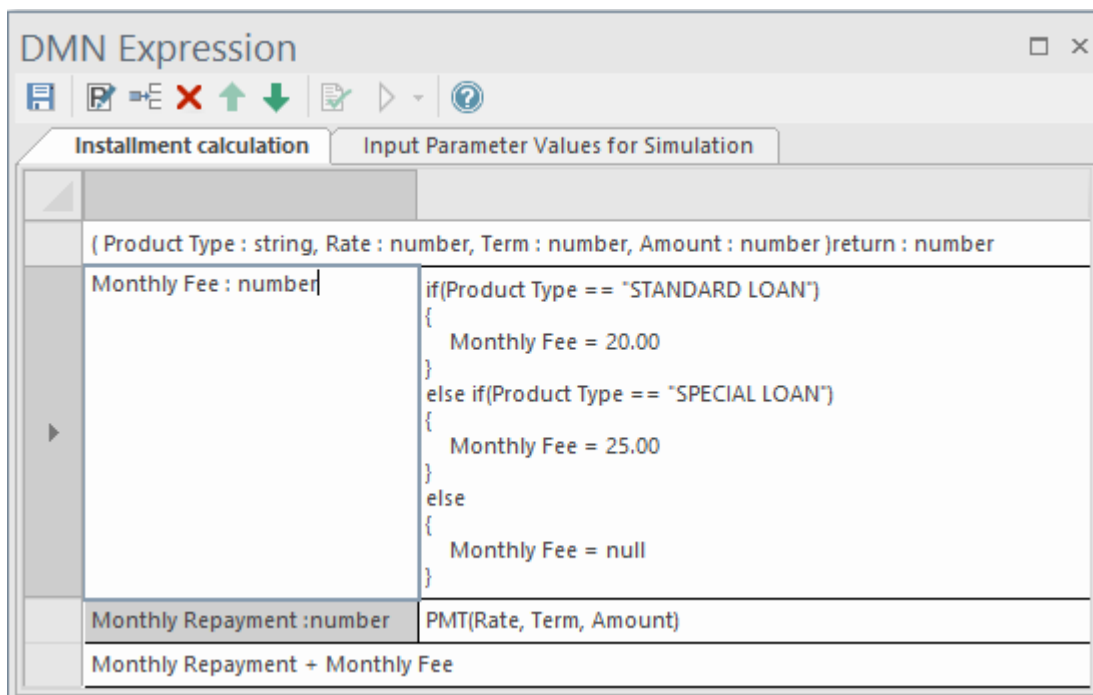 DMN Expression
Installment calculation
Input Parameter Values for Simulation
( Product Type : string, Rate : number, Term : number, Amount : number )return : number
Monthly Fee : number
if(Product Type == "STANDARD LOAN")
{
Monthly Fee = 20.00
}
else if(Product Type == "SPECIAL LOAN")
{
Monthly Fee = 25.00
}
else
{
Monthly Fee = null
}
Monthly Repayment :number
PMT(Rate, Term, Amount)
Monthly Repayment + Monthly Fee